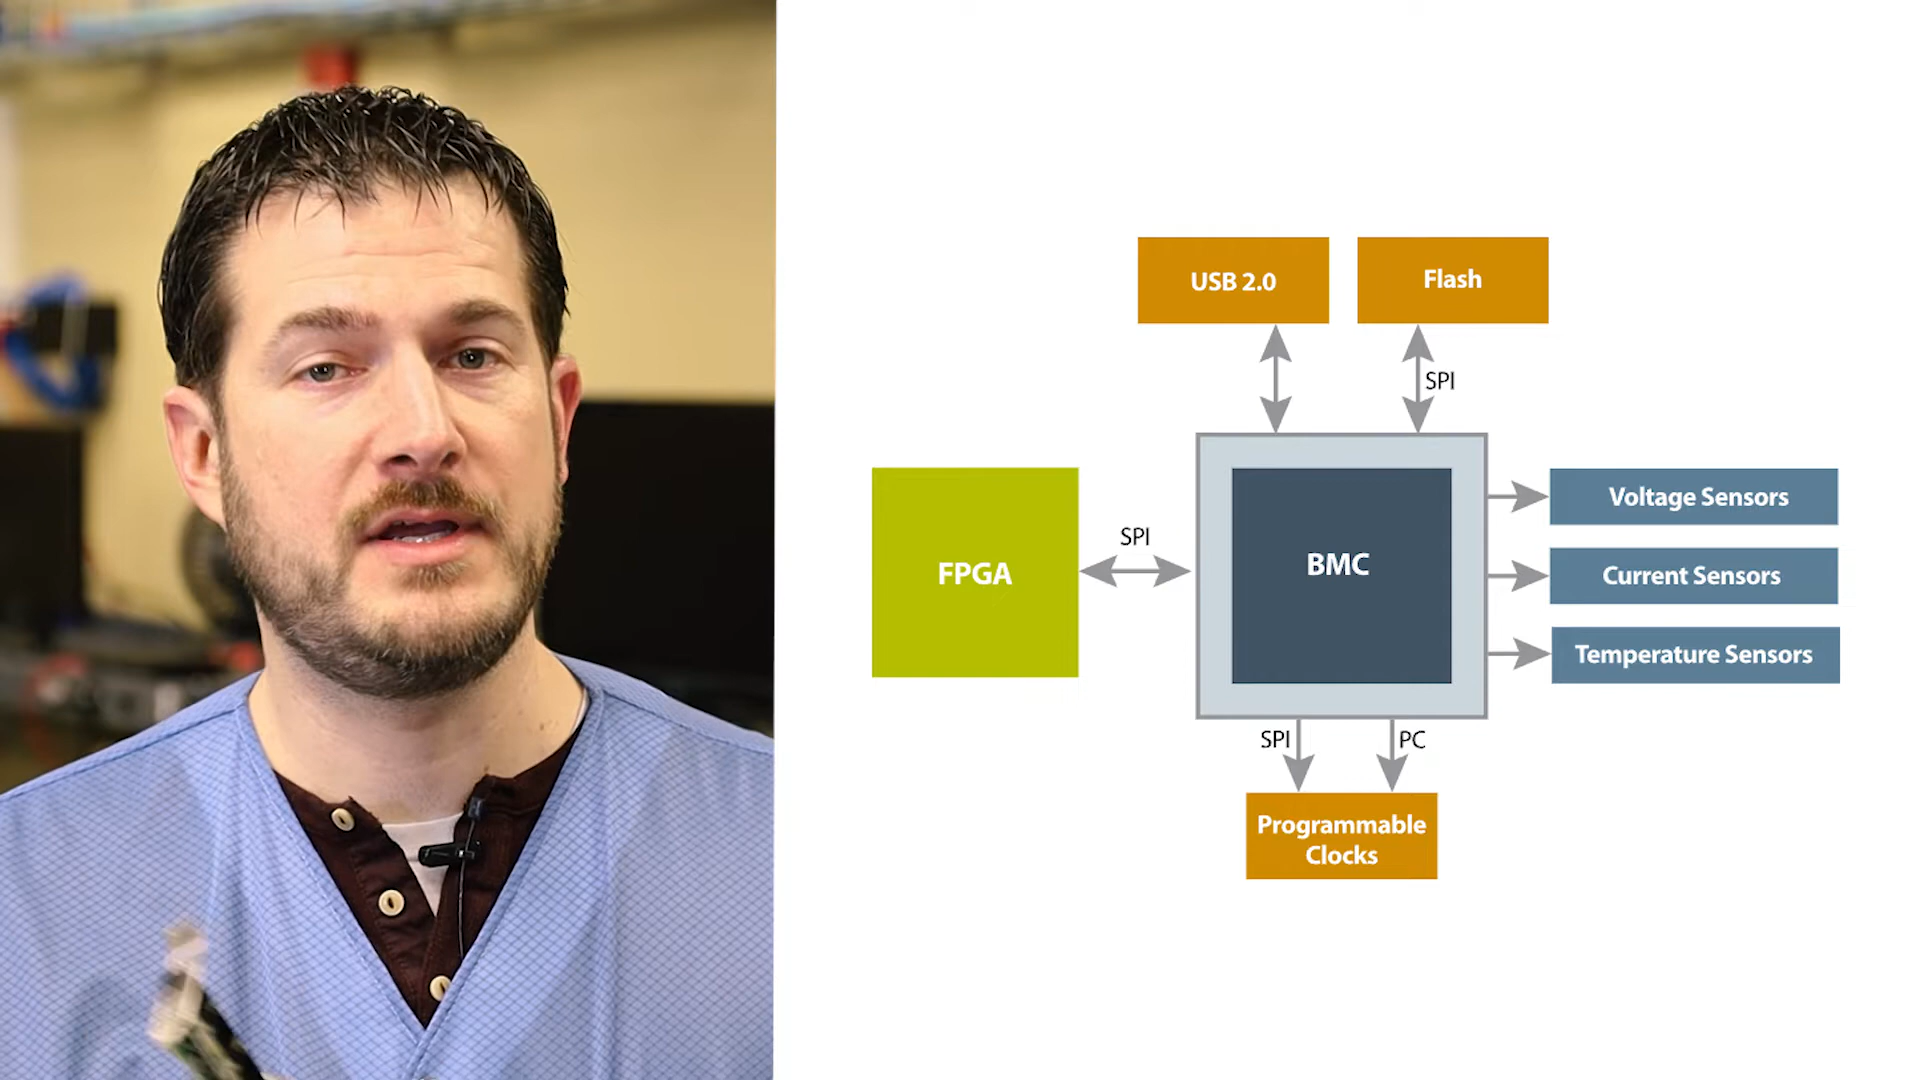 USB 2.0
Flash
SPI
FPGA
SPI
BMC
Voltage Sensors
Current Sensors
Temperature Sensors
SPI
PC
Programmable
Clocks